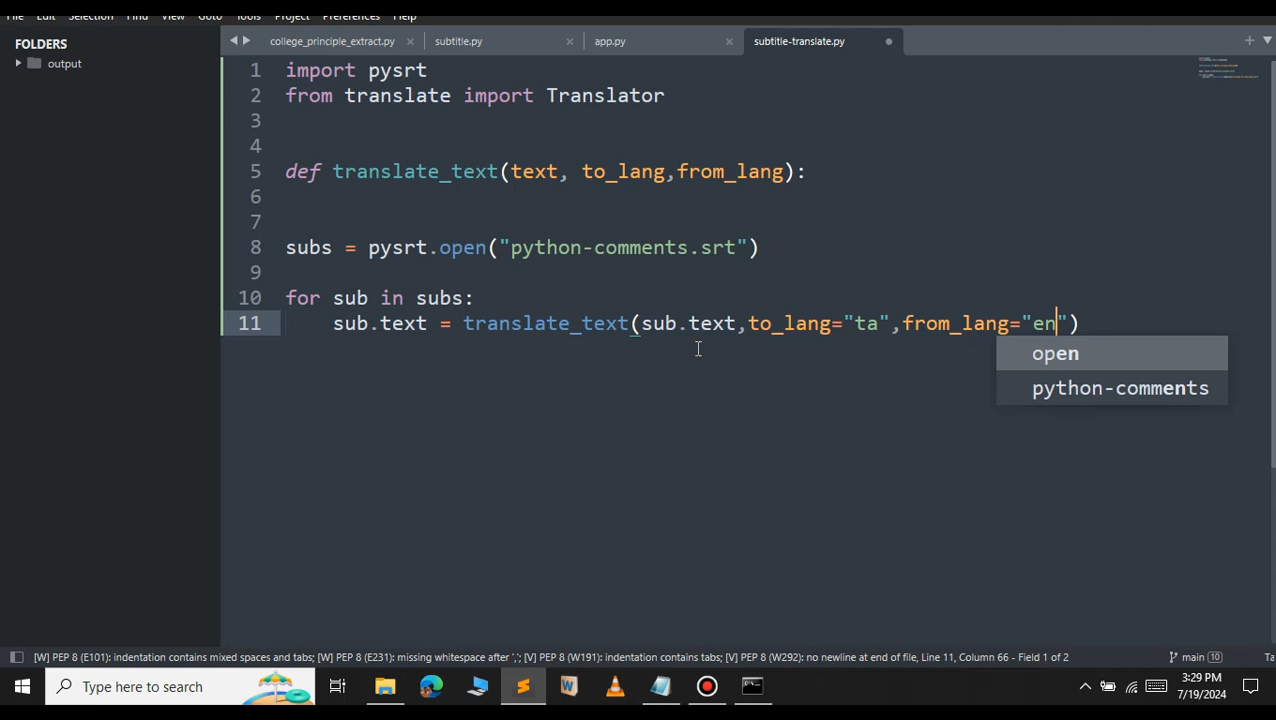 File Edit Selection Find View Goto Tools Project Preferences Help
FOLDERS
output
college_principle_extract.py × subtitle.py × app.py × subtitle-translate.py
1 import pysrt
2 from translate import Translator
3
4
5 def translate_text(text, to_lang,from_lang):
6
7
8 subs = pysrt.open("python-comments.srt")
9
10 for sub in subs:
11 sub.text = translate_text(sub.text,to_lang="ta",from_lang="en")
open
python-comments
[W] PEP 8 (E101): indentation contains mixed spaces and tabs; [W] PEP 8 (E231): missing whitespace after ','; [V] PEP 8 (W191): indentation contains tabs; [V] PEP 8 (W292): no newline at end of file, Line 11, Column 66 - Field 1 of 2 main 10 Ta
Type here to search
3:29 PM
7/19/2024